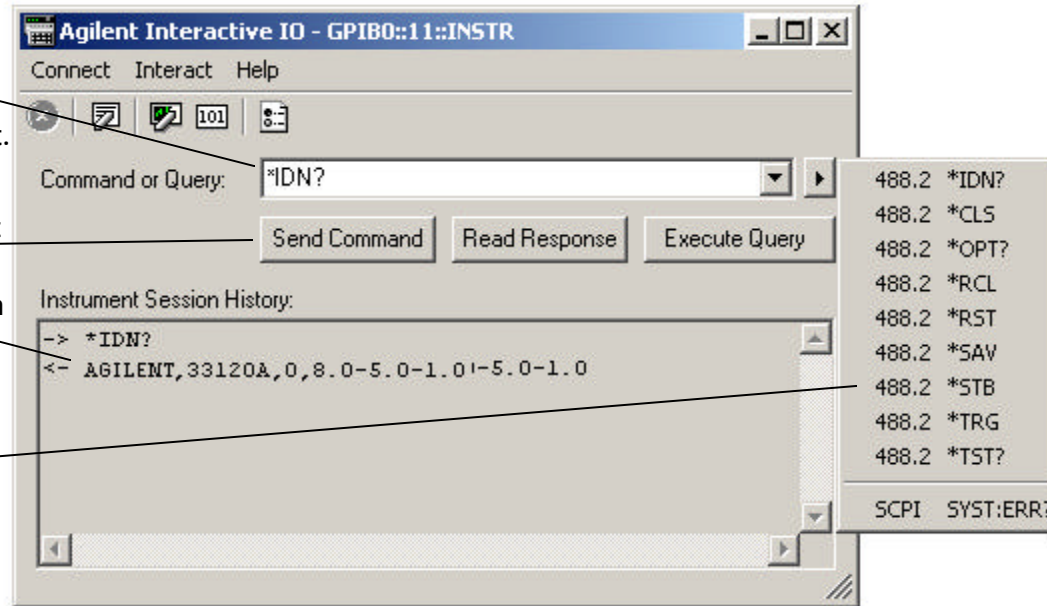 Agilent Interactive IO - GPIB0::11::INSTR
Connect Interact Help
101
Command or Query: *IDN?
Send Command Read Response Execute Query
Instrument Session History:
-> *IDN?
<- AGILENT,33120A,0,8.0-5.0-1.0'-5.0-1.0
488.2 *IDN?
488.2 *CLS
488.2 *OPT?
488.2 *RCL
488.2 *RST
488.2 *SAV
488.2 *STB
488.2 *TRG
488.2 *TST?
SCPI SYST:ERR?